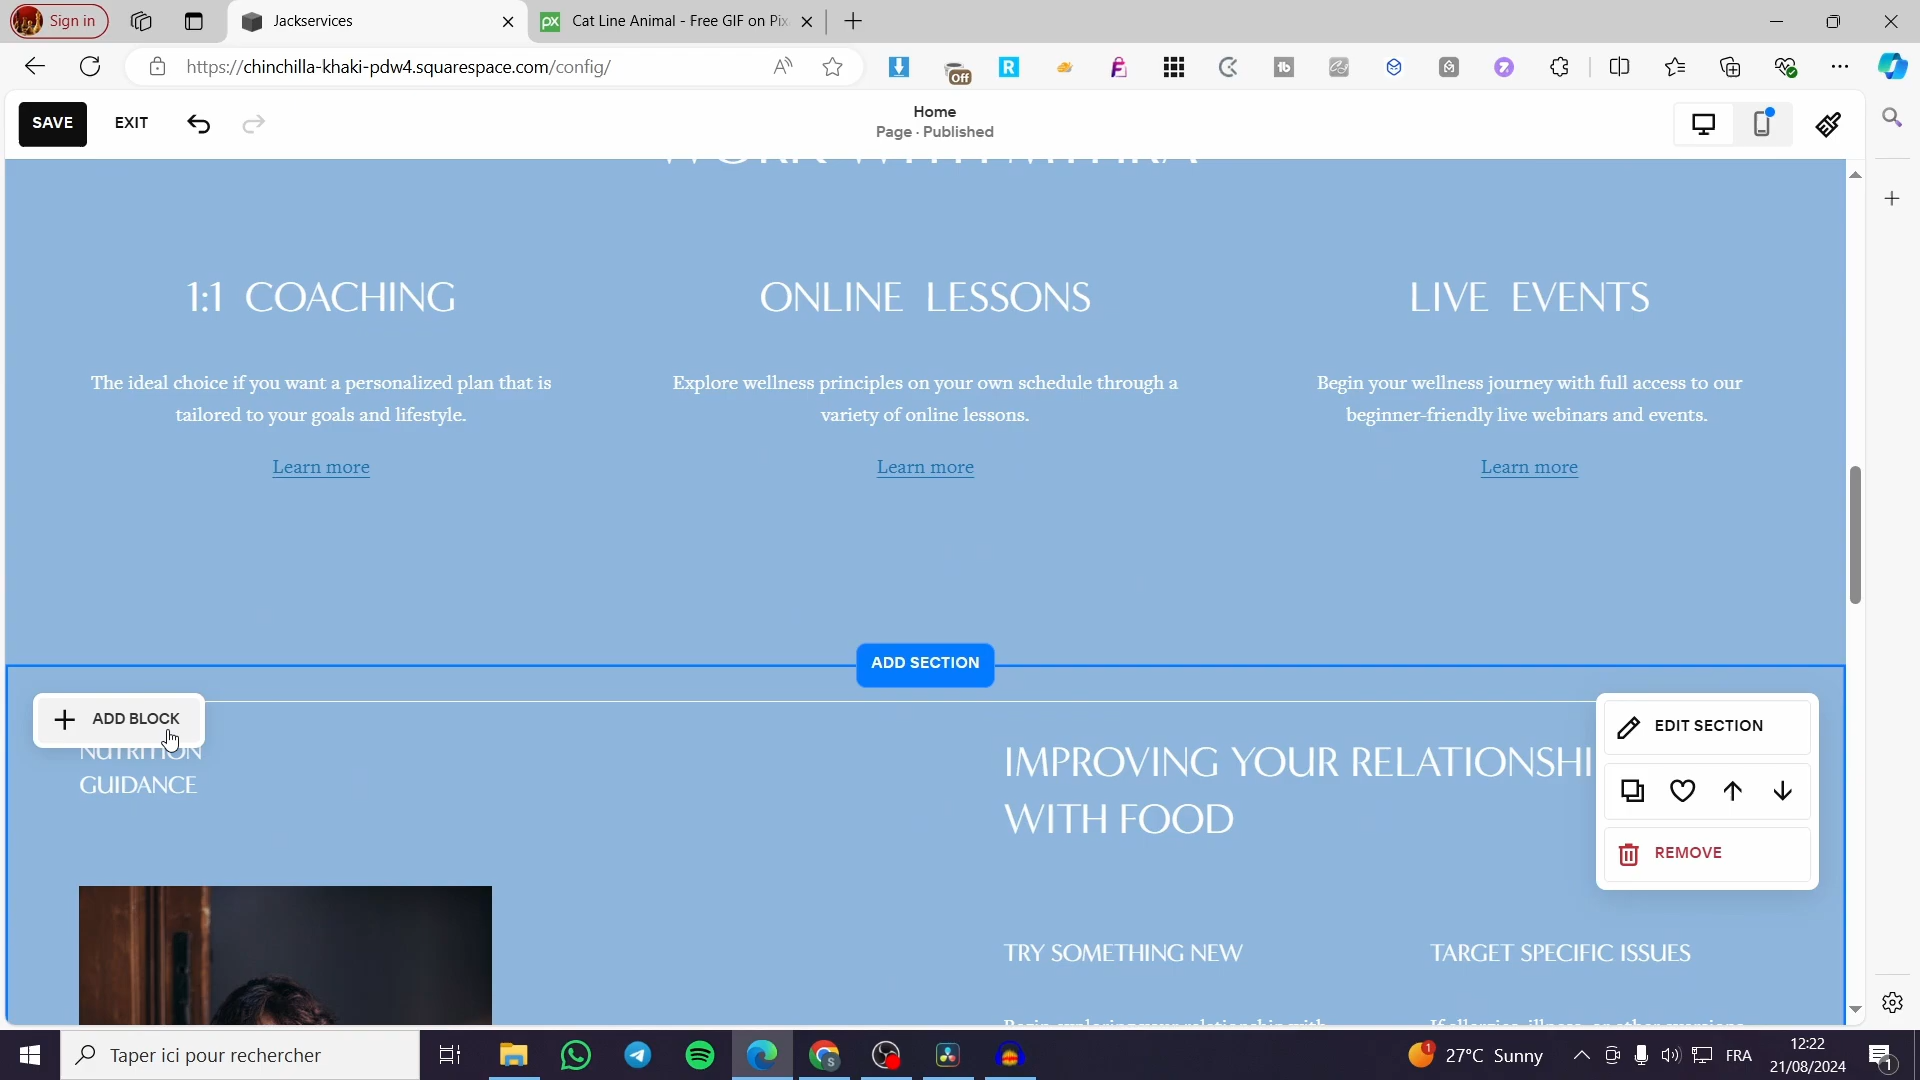 Sign in
Jackservices
Cat Line Animal - Free GIF on Pix
https://chinchilla-khaki-pdw4.squarespace.com/config/
Off
SAVE
EXIT
Home
Page · Published
WORK WITH MITHRA
1:1 COACHING
ONLINE LESSONS
LIVE EVENTS
The ideal choice if you want a personalized plan that is
tailored to your goals and lifestyle.
Learn more
Explore wellness principles on your own schedule through a
variety of online lessons.
Learn more
Begin your wellness journey with full access to our
beginner-friendly live webinars and events.
Learn more
ADD SECTION
ADD BLOCK
NUTRITION
GUIDANCE
IMPROVING YOUR RELATIONSHI
WITH FOOD
EDIT SECTION
REMOVE
TRY SOMETHING NEW
TARGET SPECIFIC ISSUES
Taper ici pour rechercher
27°C Sunny
FRA
12:22
21/08/2024